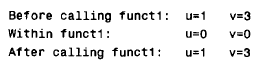 Before calling funct1:   u=1   v=3
Within funct1:           u=0   v=0
After calling funct1:    u=1   v=3